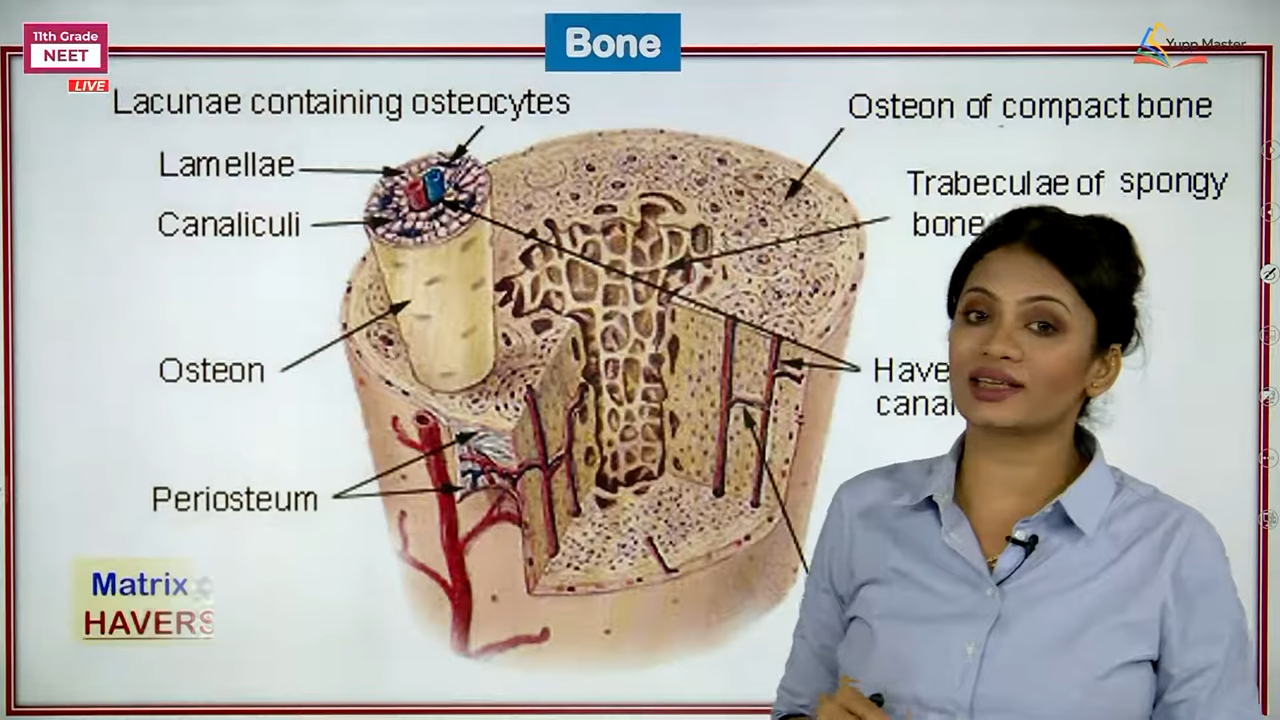 11th Grade
NEET
LIVE
Bone
Yupp Master
Lacunae containing osteocytes
Lamellae
Canaliculi
Osteon
Periosteum
Osteon of compact bone
Trabeculae of spongy
bone
Matrix